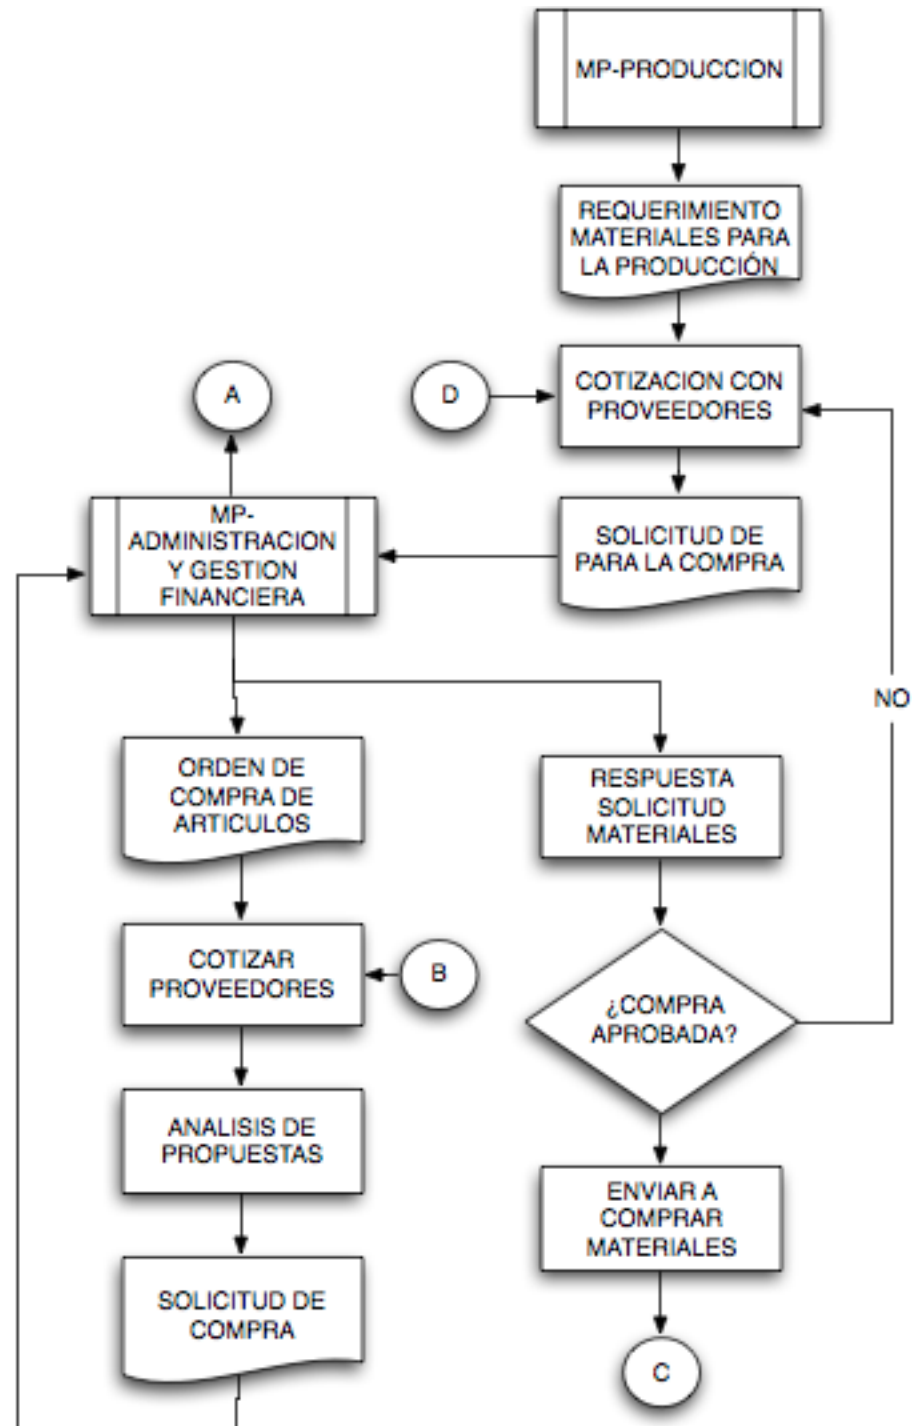 MP-PRODUCCION
REQUERIMIENTO
MATERIALES PARA
LA PRODUCCIÓN
COTIZACION CON
PROVEEDORES
A
D
MP-
ADMINISTRACION
Y GESTION
FINANCIERA
SOLICITUD DE
PARA LA COMPRA
NO
ORDEN DE
COMPRA DE
ARTICULOS
RESPUESTA
SOLICITUD
MATERIALES
COTIZAR
PROVEEDORES
B
¿COMPRA
APROBADA?
ANALISIS DE
PROPUESTAS
ENVIAR A
COMPRAR
MATERIALES
SOLICITUD DE
COMPRA
C